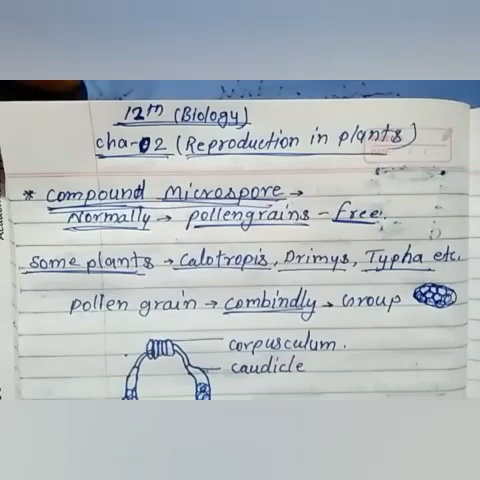 12th (Biology)
cha-02 (Reproduction in plants)
* compound Microspore →
Normally → pollengrains - free.
some plants → calotropis, Drimys, Typha etc.
pollen grain → combindly → Group
corpusculum.
caudicle